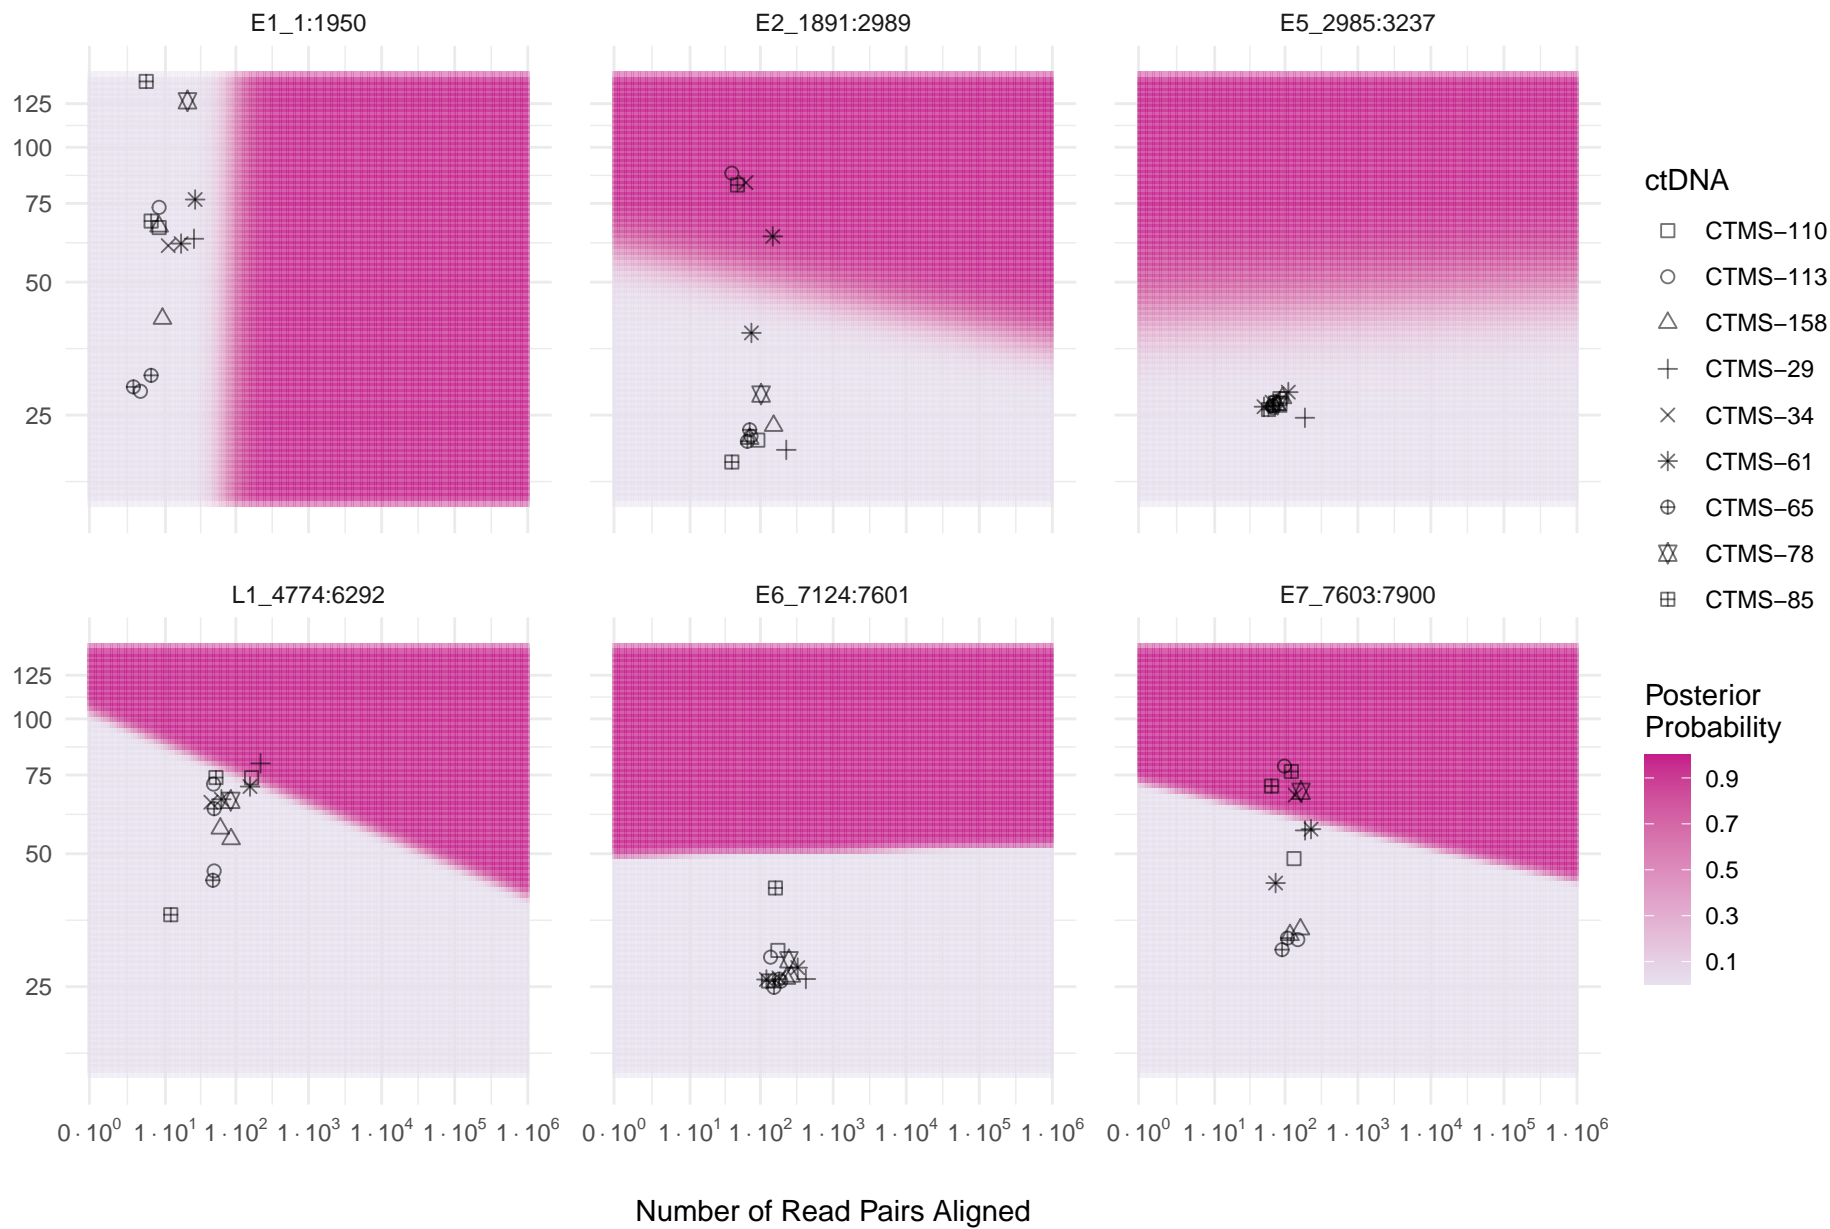 E1_1:1950
E2_1891:2989
E5_2985:3237
125
100
75
50
25
L1_4774:6292
E6_7124:7601
E7_7603:7900
125
100
75
50
25
0·10⁰ 1·10¹ 1·10² 1·10³ 1·10⁴ 1·10⁵ 1·10⁶
0·10⁰ 1·10¹ 1·10² 1·10³ 1·10⁴ 1·10⁵ 1·10⁶
0·10⁰ 1·10¹ 1·10² 1·10³ 1·10⁴ 1·10⁵ 1·10⁶
Number of Read Pairs Aligned
ctDNA
CTMS−110
CTMS−113
CTMS−158
CTMS−29
CTMS−34
CTMS−61
CTMS−65
CTMS−78
CTMS−85
Posterior
Probability
0.9
0.7
0.5
0.3
0.1